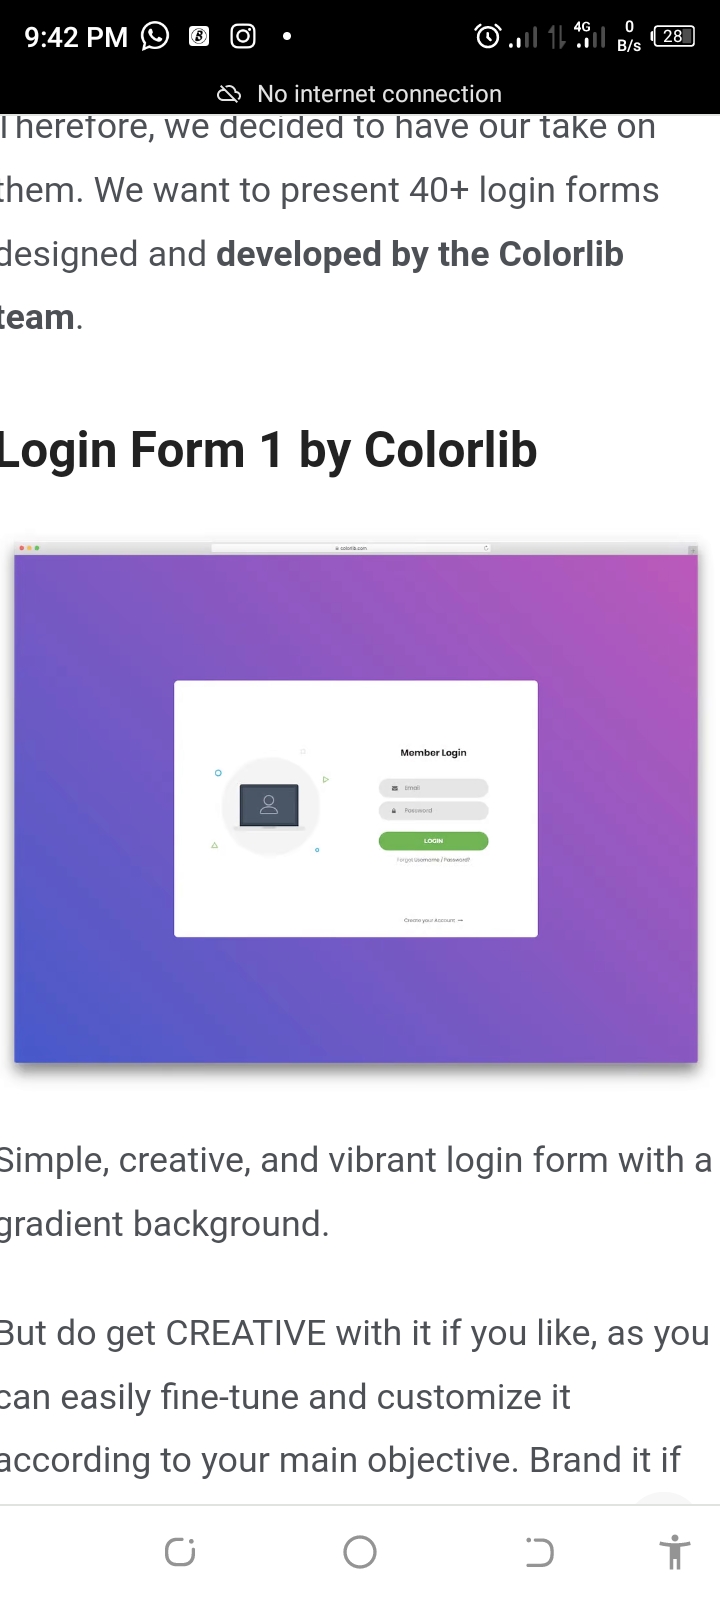 9:42 PM
4G
0
B/s
28
No internet connection
Therefore, we decided to have our take on
them. We want to present 40+ login forms
designed and developed by the Colorlib
team.
Login Form 1 by Colorlib
colorlib.com
Member Login
Email
Password
LOGIN
Forgot Username / Password?
Create your Account →
Simple, creative, and vibrant login form with a
gradient background.
But do get CREATIVE with it if you like, as you
can easily fine-tune and customize it
according to your main objective. Brand it if